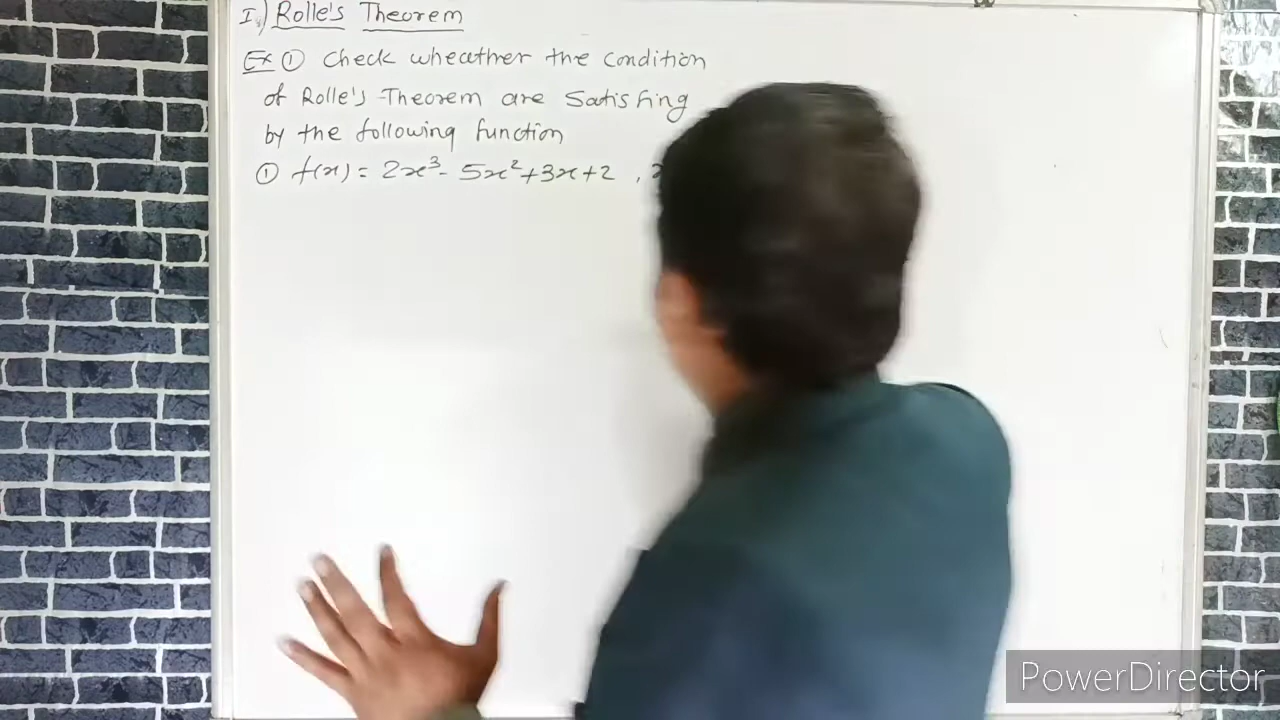 I.) Rolle's Theorem
Ex ① Check wheather the condition
of Rolle's Theorem are Satisfing
by the following function
① f(x) = 2x³ - 5x² + 3x + 2 ,
PowerDirector